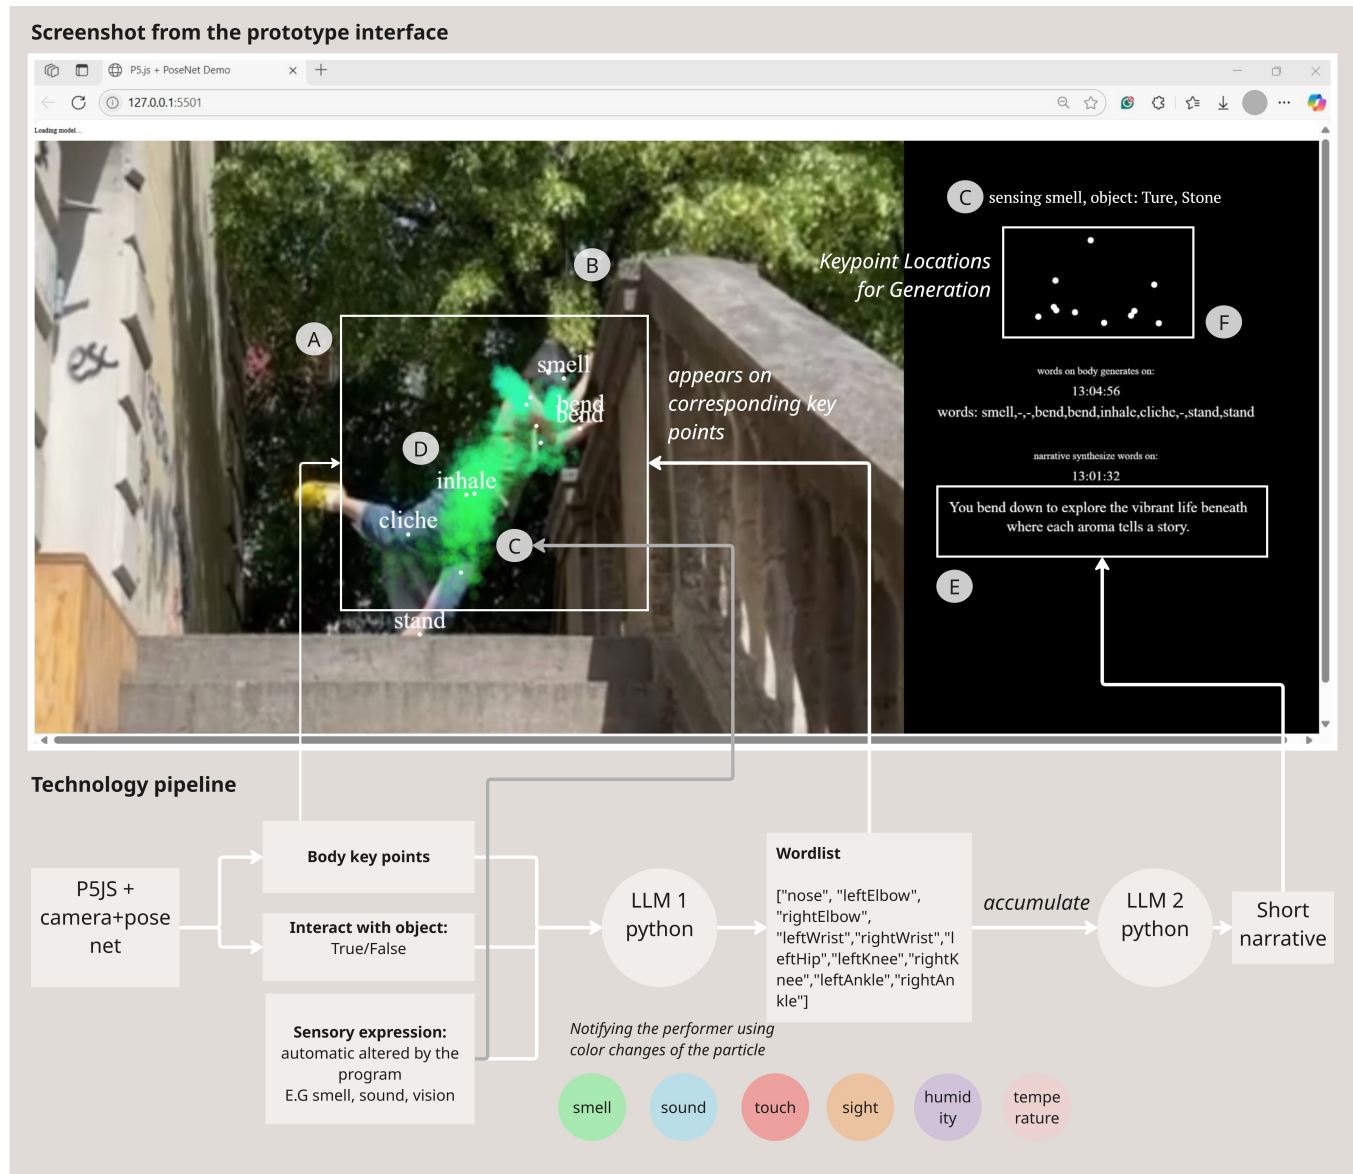 Screenshot from the prototype interface
P5.js + PoseNet Demo
127.0.0.1:5501
Loading model...
esc
C
sensing smell, object: Ture, Stone
B
Keypoint Locations
for Generation
A
F
smell
appears on
corresponding key
points
bend
bend
words on body generates on:
13:04:56
words: smell,-,-,bend,bend,inhale,cliche,-,stand,stand
D
narrative synthesize words on:
13:01:32
inhale
You bend down to explore the vibrant life beneath
where each aroma tells a story.
cliche
C
E
stand
Technology pipeline
P5JS +
camera+pose
net
Body key points
Interact with object:
True/False
Sensory expression:
automatic altered by the
program
E.G smell, sound, vision
LLM 1
python
Wordlist
["nose", "leftElbow",
"rightElbow",
"leftWrist","rightWrist","l
eftHip","leftKnee","rightK
nee","leftAnkle","rightAn
kle"]
accumulate
LLM 2
python
Short
narrative
Notifying the performer using
color changes of the particle
smell
sound
touch
sight
humid
ity
tempe
rature